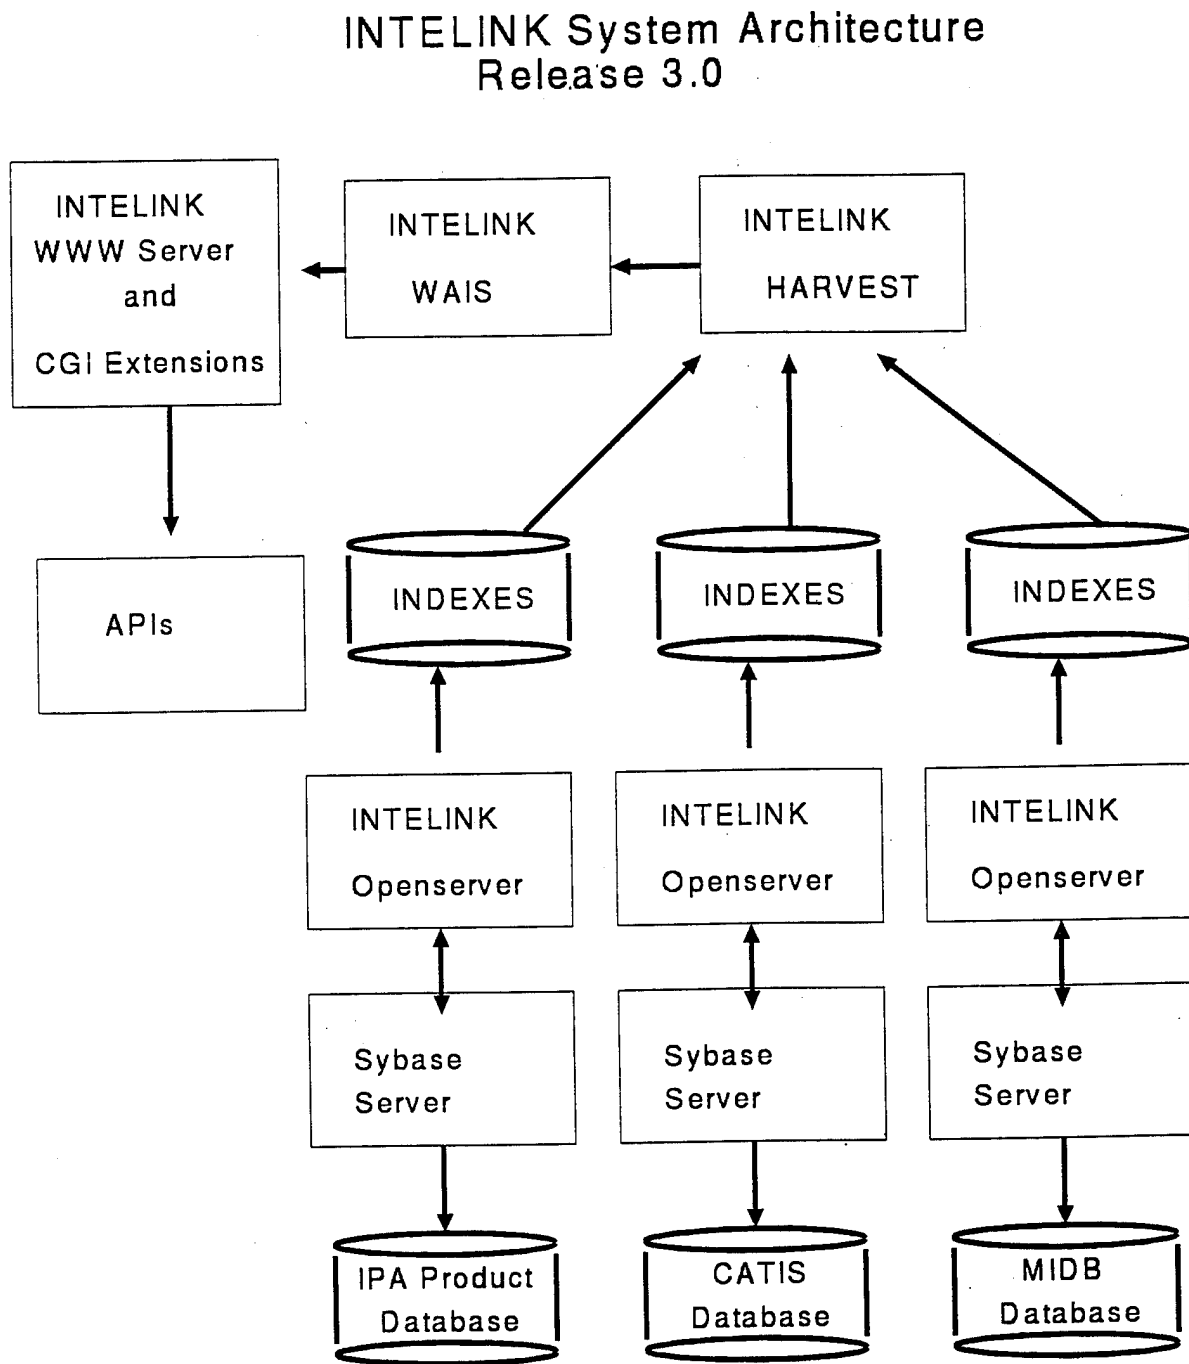 INTELINK System Architecture
Release 3.0
INTELINK
WWW Server
and
CGI Extensions
INTELINK
WAIS
INTELINK
HARVEST
APIs
INDEXES
INDEXES
INDEXES
INTELINK
Openserver
INTELINK
Openserver
INTELINK
Openserver
Sybase
Server
Sybase
Server
Sybase
Server
IPA Product
Database
CATIS
Database
MIDB
Database